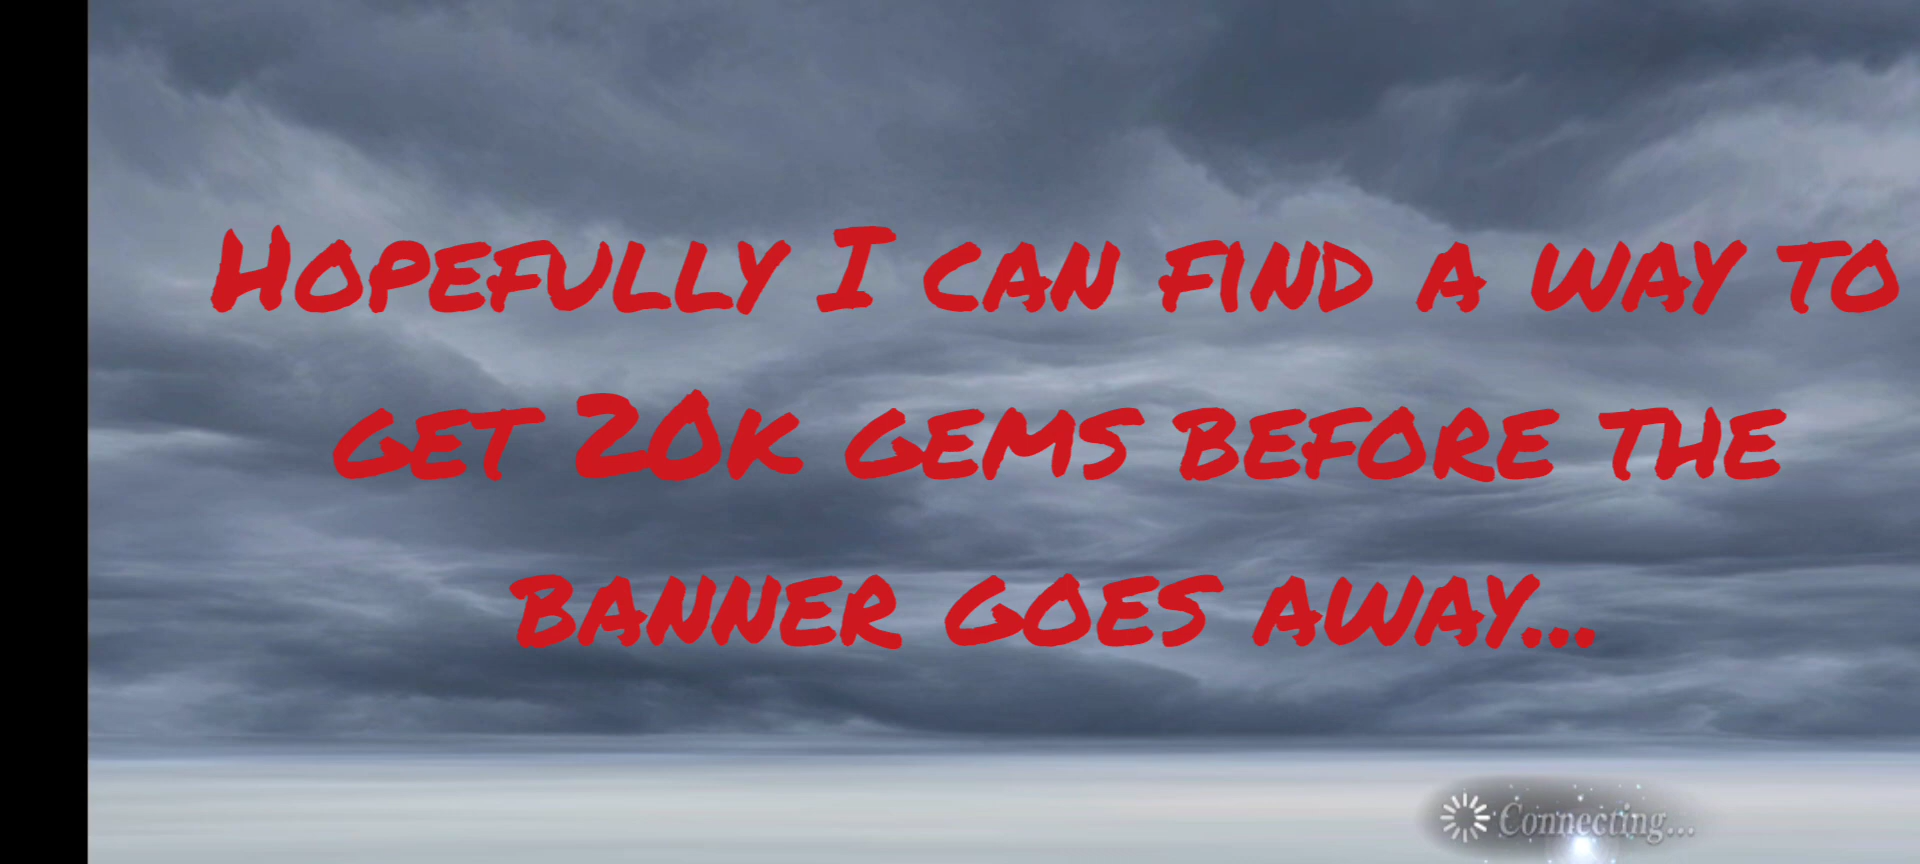 Hopefully I can find a way to
get 20k gems before the
banner goes away...
Connecting...